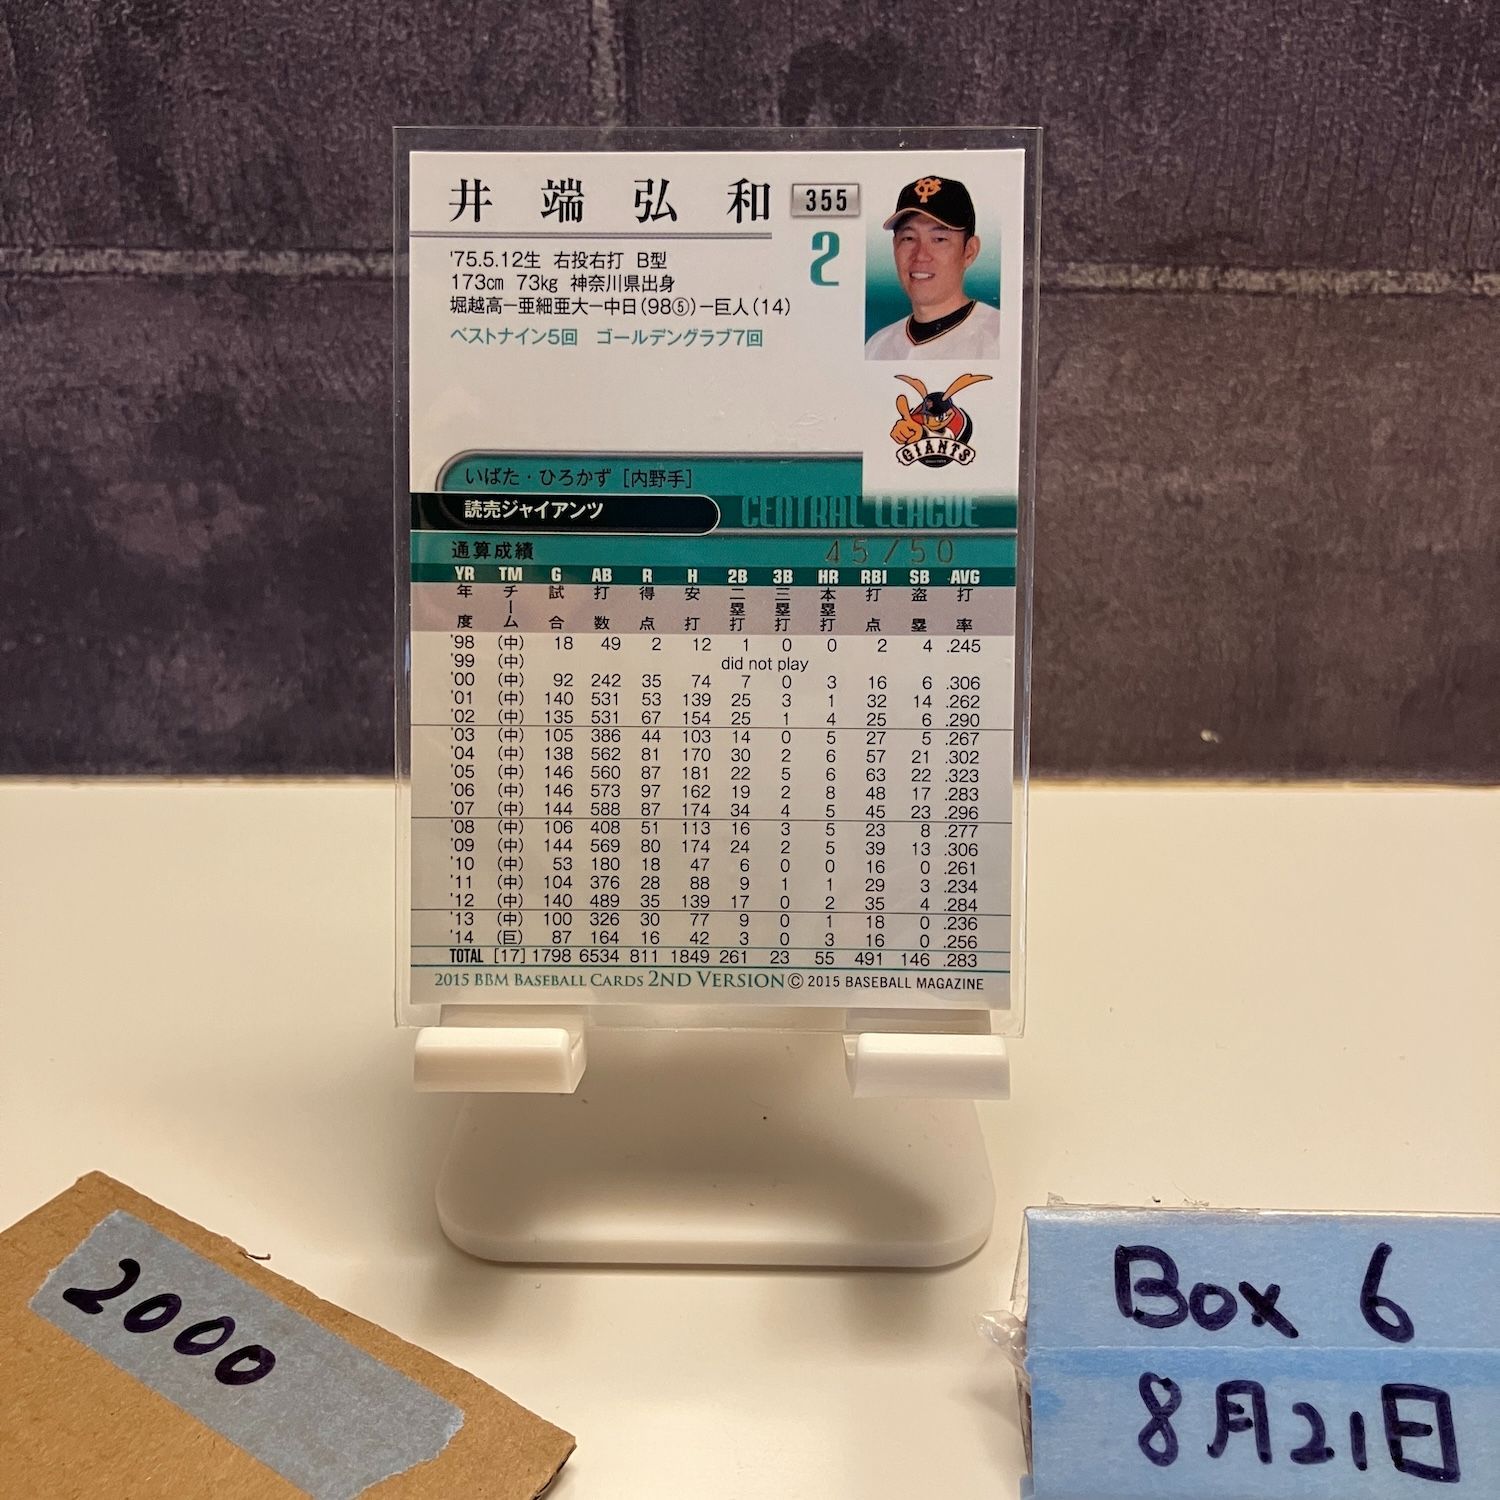 井端弘和 355
2
'75.5.12生 右投右打 B型
173cm 73kg 神奈川県出身
堀越高ー亜細亜大ー中日(98⑤)ー巨人(14)
ベストナイン5回 ゴールデングラブ7回
GIANTS
いばた・ひろかず [内野手]
読売ジャイアンツ
CENTRAL LEAGUE
通算成績
45/50
YR TM G AB R H 2B 3B HR RBI SB AVG
年度 チーム 試合 打数 得点 安打 二塁打 三塁打 本塁打 打点 盗塁 打率
'98 (中) 18 49 2 12 1 0 0 2 4 .245
'99 (中) did not play
'00 (中) 92 242 35 74 7 0 3 16 6 .306
'01 (中) 140 531 53 139 25 3 1 32 14 .262
'02 (中) 135 531 67 154 25 1 4 25 6 .290
'03 (中) 105 386 44 103 14 0 5 27 5 .267
'04 (中) 138 562 81 170 30 2 6 57 21 .302
'05 (中) 146 560 87 181 22 5 6 63 22 .323
'06 (中) 146 573 97 162 19 2 8 48 17 .283
'07 (中) 144 588 87 174 34 4 5 45 23 .296
'08 (中) 106 408 51 113 16 3 5 23 8 .277
'09 (中) 144 569 80 174 24 2 5 39 13 .306
'10 (中) 53 180 18 47 6 0 0 16 0 .261
'11 (中) 104 376 28 88 9 1 1 29 3 .234
'12 (中) 140 489 35 139 17 0 2 35 4 .284
'13 (中) 100 326 30 77 9 0 1 18 0 .236
'14 (巨) 87 164 16 42 3 0 3 16 0 .256
TOTAL [17] 1798 6534 811 1849 261 23 55 491 146 .283
2015 BBM BASEBALL CARDS 2ND VERSION © 2015 BASEBALL MAGAZINE
2000
Box 6
8月21日